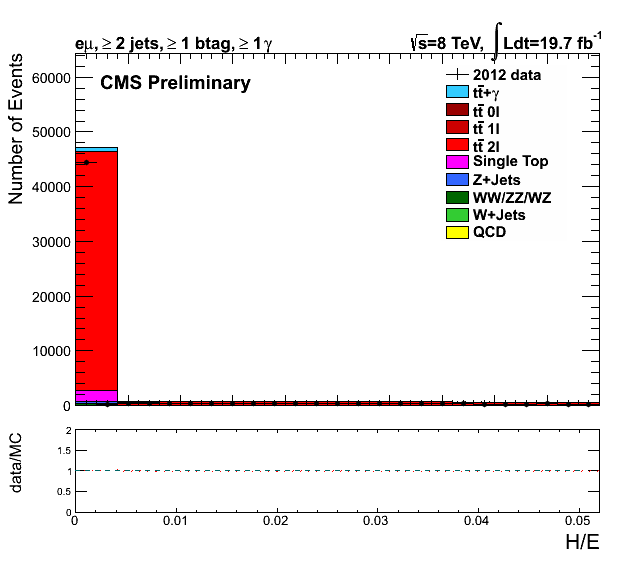 eμ, ≥ 2 jets, ≥ 1 btag, ≥ 1 γ
√s=8 TeV, ∫Ldt=19.7 fb⁻¹
Number of Events
60000
50000
40000
30000
20000
10000
0
CMS Preliminary
2012 data
tt̄+γ
tt̄ 0l
tt̄ 1l
tt̄ 2l
Single Top
Z+Jets
WW/ZZ/WZ
W+Jets
QCD
data/MC
2
1.5
1
0.5
0
0 0.01 0.02 0.03 0.04 0.05
H/E